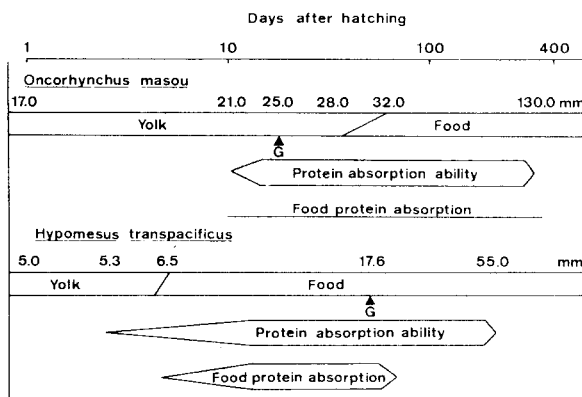 Days after hatching
1 10 100 400
Oncorhynchus masou
17.0 21.0 25.0 28.0 32.0 130.0 mm
Yolk Food
G
Protein absorption ability
Food protein absorption
Hypomesus transpacificus
5.0 5.3 6.5 17.6 55.0 mm
Yolk Food
G
Protein absorption ability
Food protein absorption